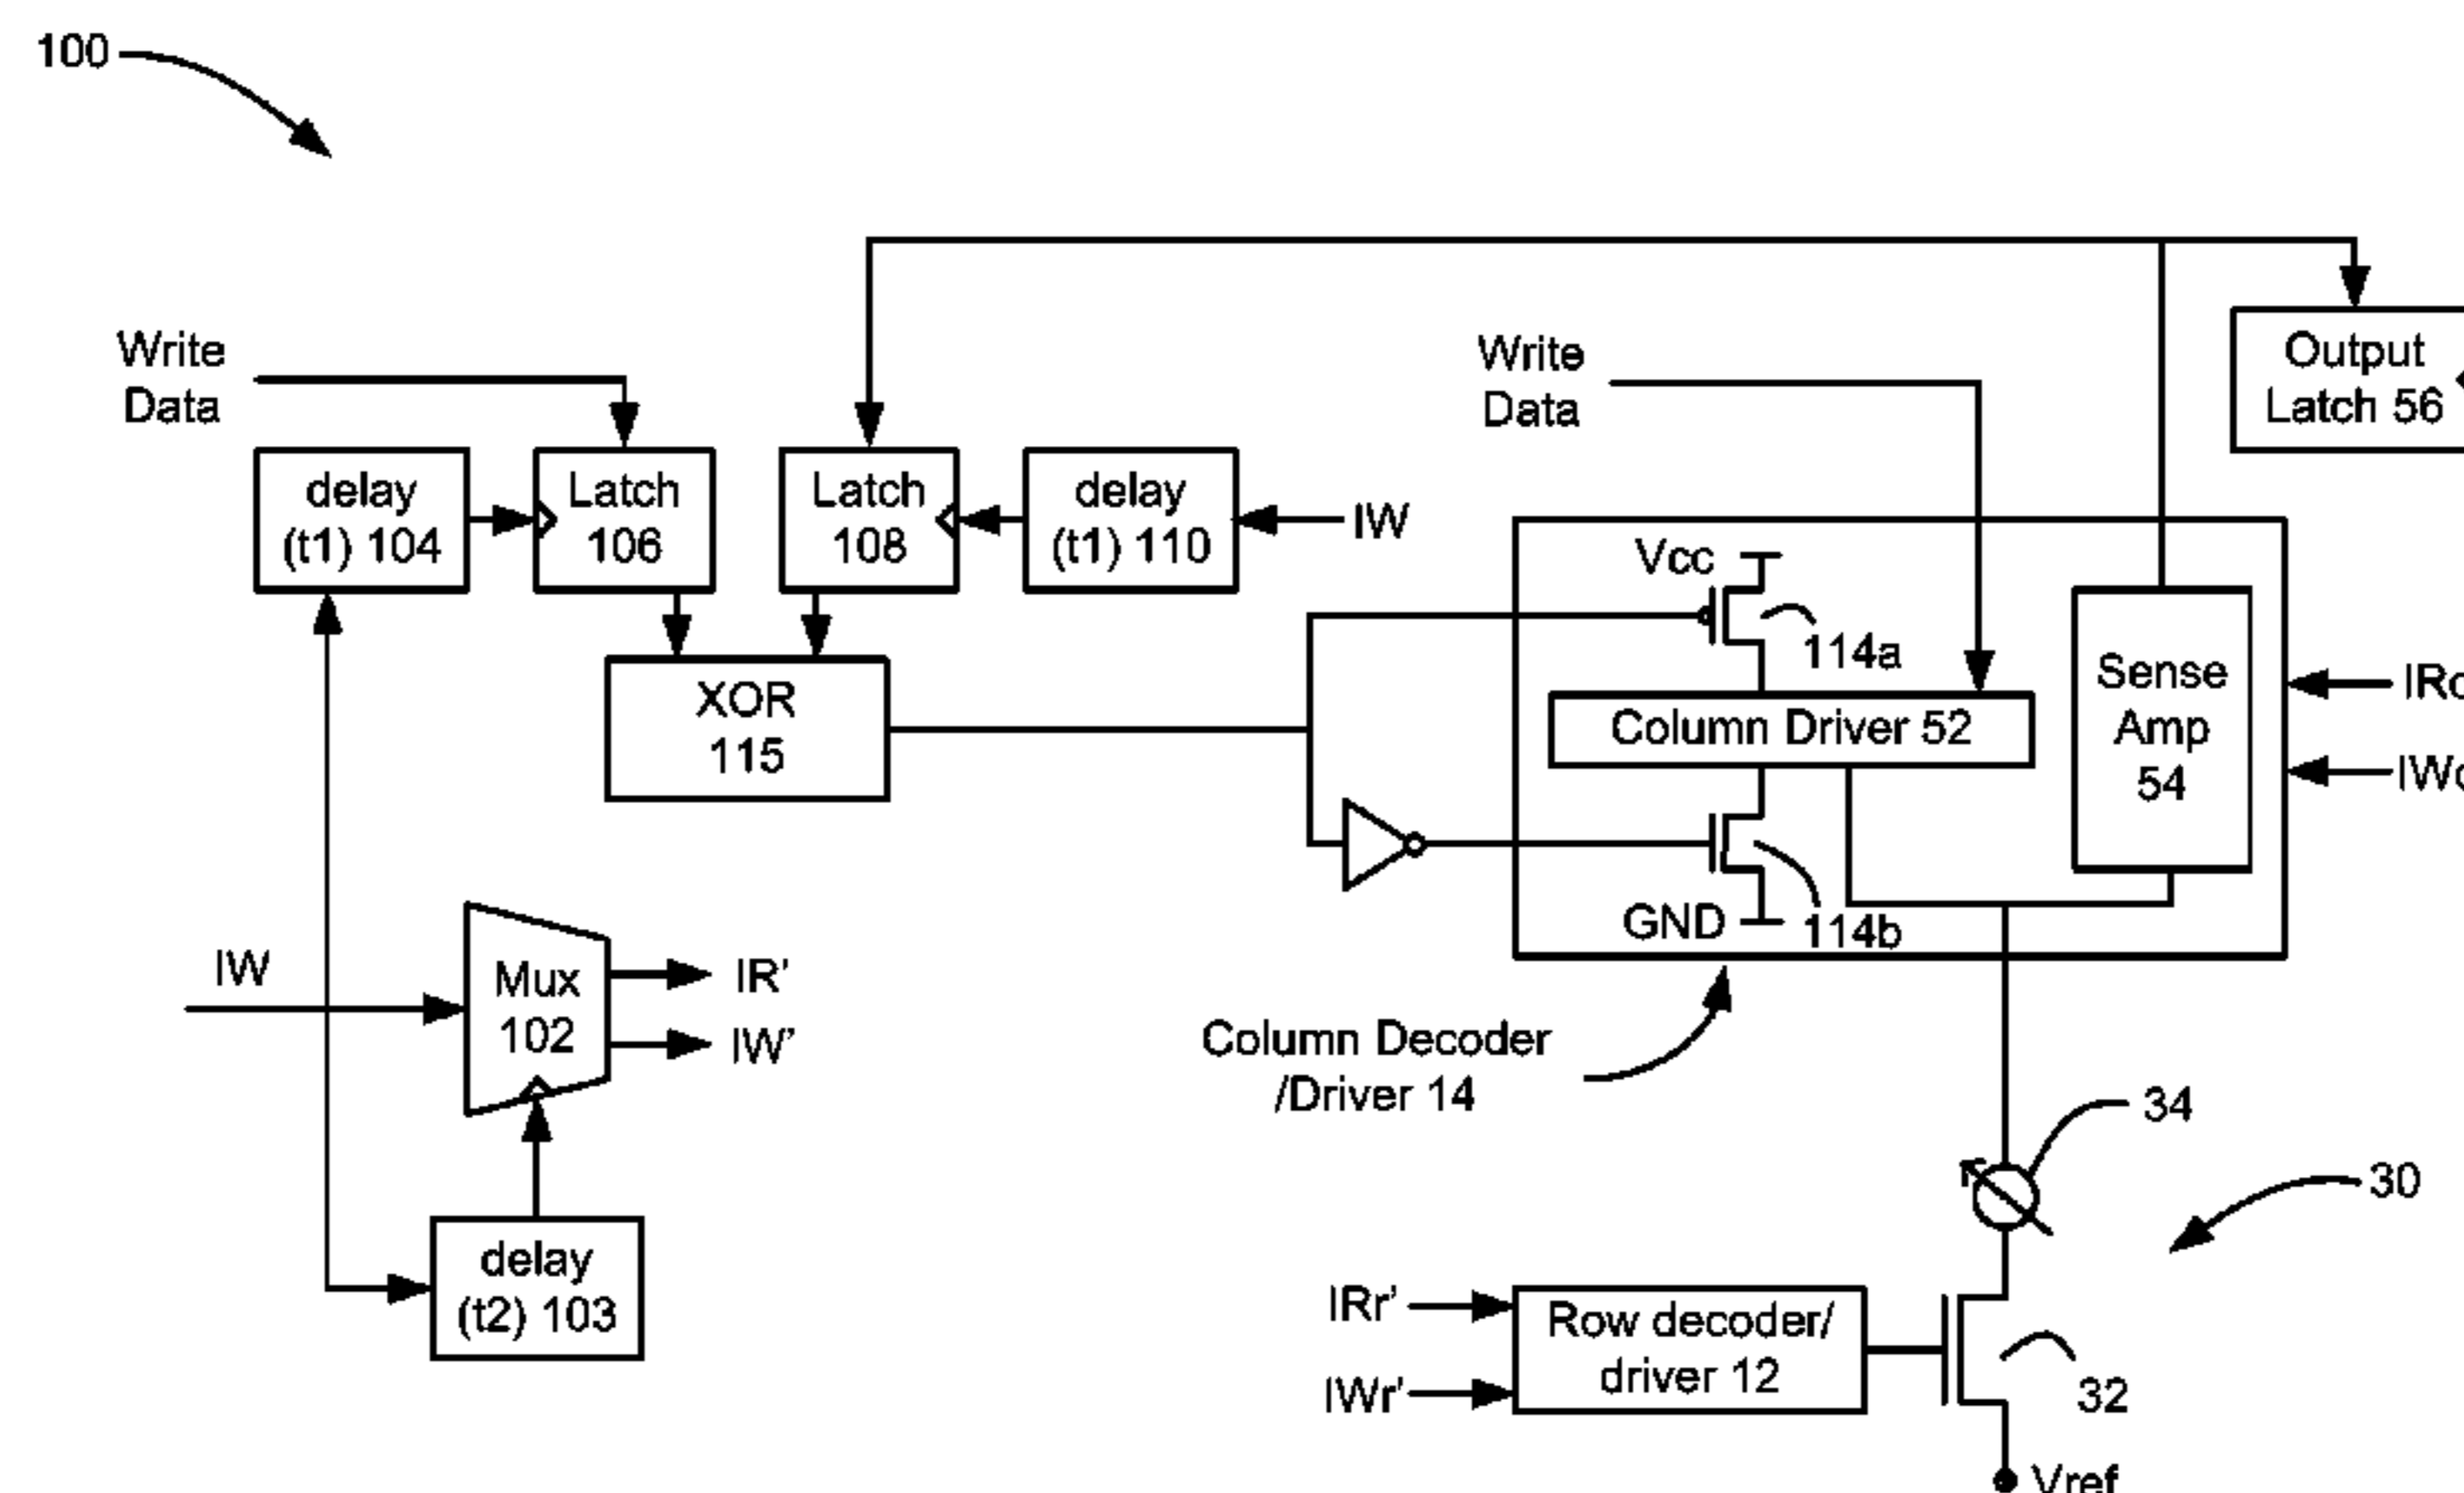 100
Write
Data
Write
Data
Output
Latch 56
delay
(t1) 104
Latch
106
Latch
108
delay
(t1) 110
IW
Vcc
114a
XOR
115
Column Driver 52
Sense
Amp
54
GND
114b
IW
Mux
102
IR'
IW'
Column Decoder
/Driver 14
34
30
delay
(t2) 103
IRr'
IWr'
Row decoder/
driver 12
32
Vref